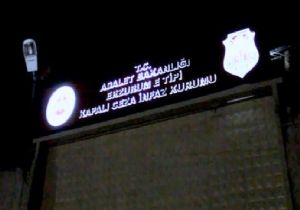 T.C.
ADALET BAKANLIĞI
ERZURUM E TİPİ
KAPALI CEZA İNFAZ KURUMU